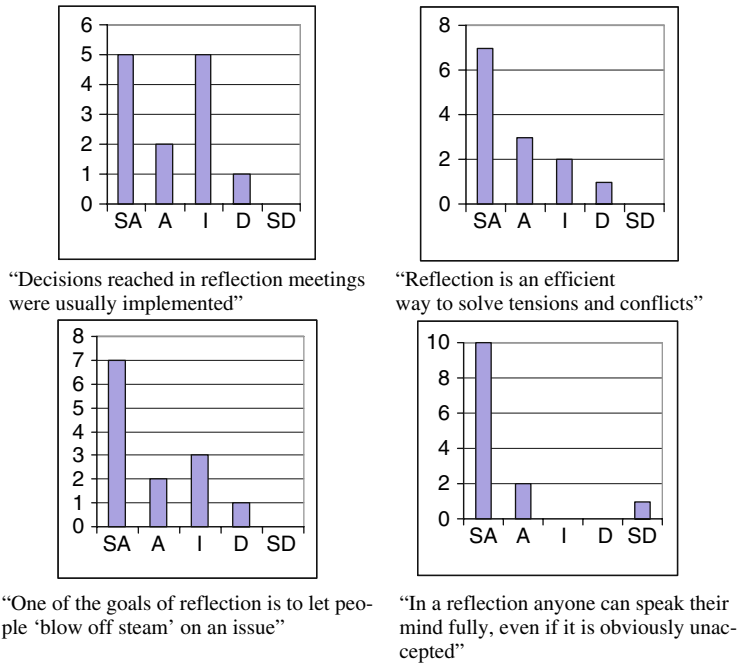 6
5
4
3
2
1
0
SA A I D SD
“Decisions reached in reflection meetings
were usually implemented”
8
6
4
2
0
SA A I D SD
“Reflection is an efficient
way to solve tensions and conflicts”
8
7
6
5
4
3
2
1
0
SA A I D SD
“One of the goals of reflection is to let peo-
ple ‘blow off steam’ on an issue”
10
8
6
4
2
0
SA A I D SD
“In a reflection anyone can speak their
mind fully, even if it is obviously unac-
cepted”